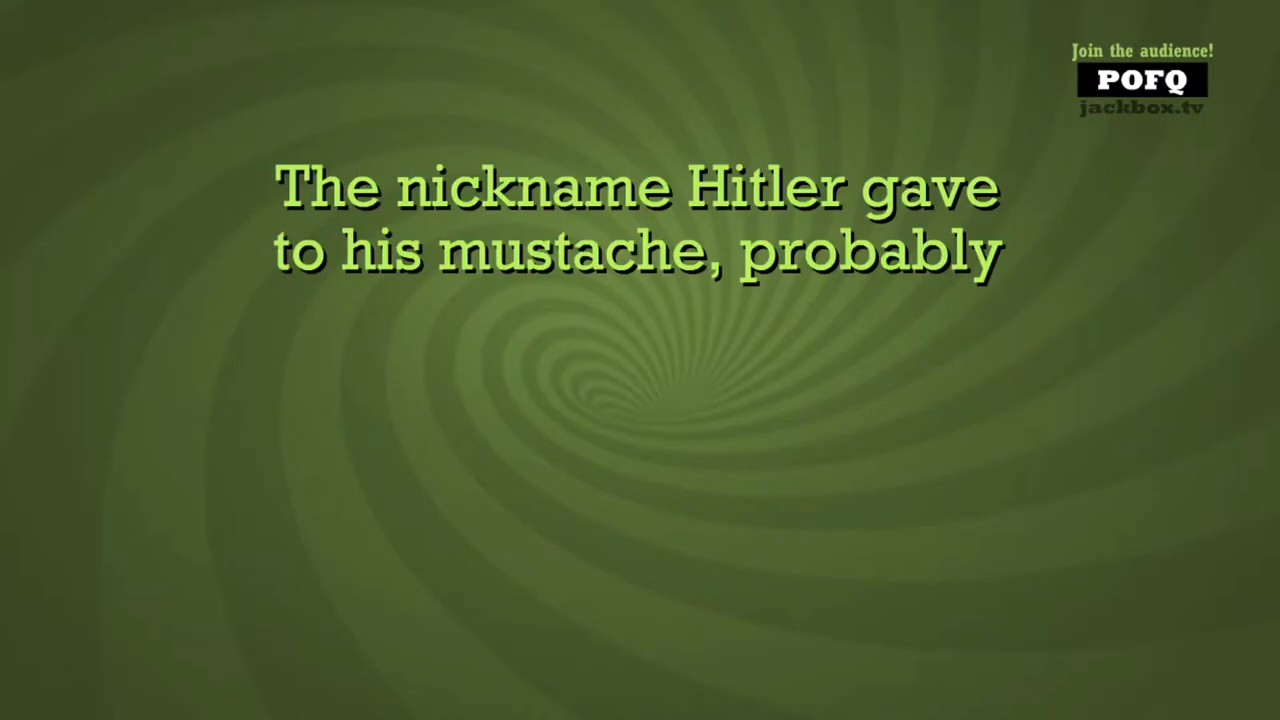 Join the audience!
POFQ
jackbox.tv
The nickname Hitler gave
to his mustache, probably